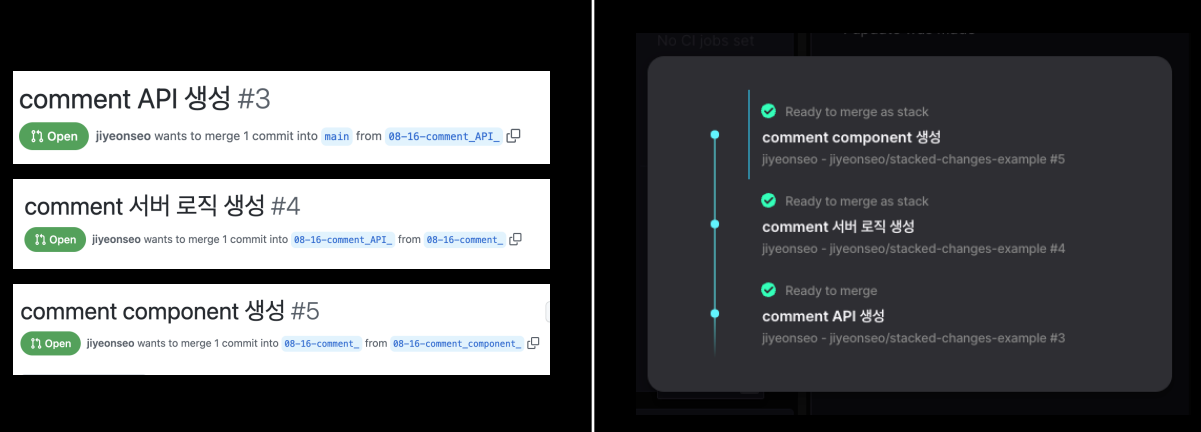 comment API 생성 #3
Open jiyeonseo wants to merge 1 commit into main from 08-16-comment_API_
comment 서버 로직 생성 #4
Open jiyeonseo wants to merge 1 commit into 08-16-comment_API_ from 08-16-comment_
comment component 생성 #5
Open jiyeonseo wants to merge 1 commit into 08-16-comment_ from 08-16-comment_component_
No CI jobs set
update was made
Ready to merge as stack
comment component 생성
jiyeonseo - jiyeonseo/stacked-changes-example #5
Ready to merge as stack
comment 서버 로직 생성
jiyeonseo - jiyeonseo/stacked-changes-example #4
Ready to merge
comment API 생성
jiyeonseo - jiyeonseo/stacked-changes-example #3